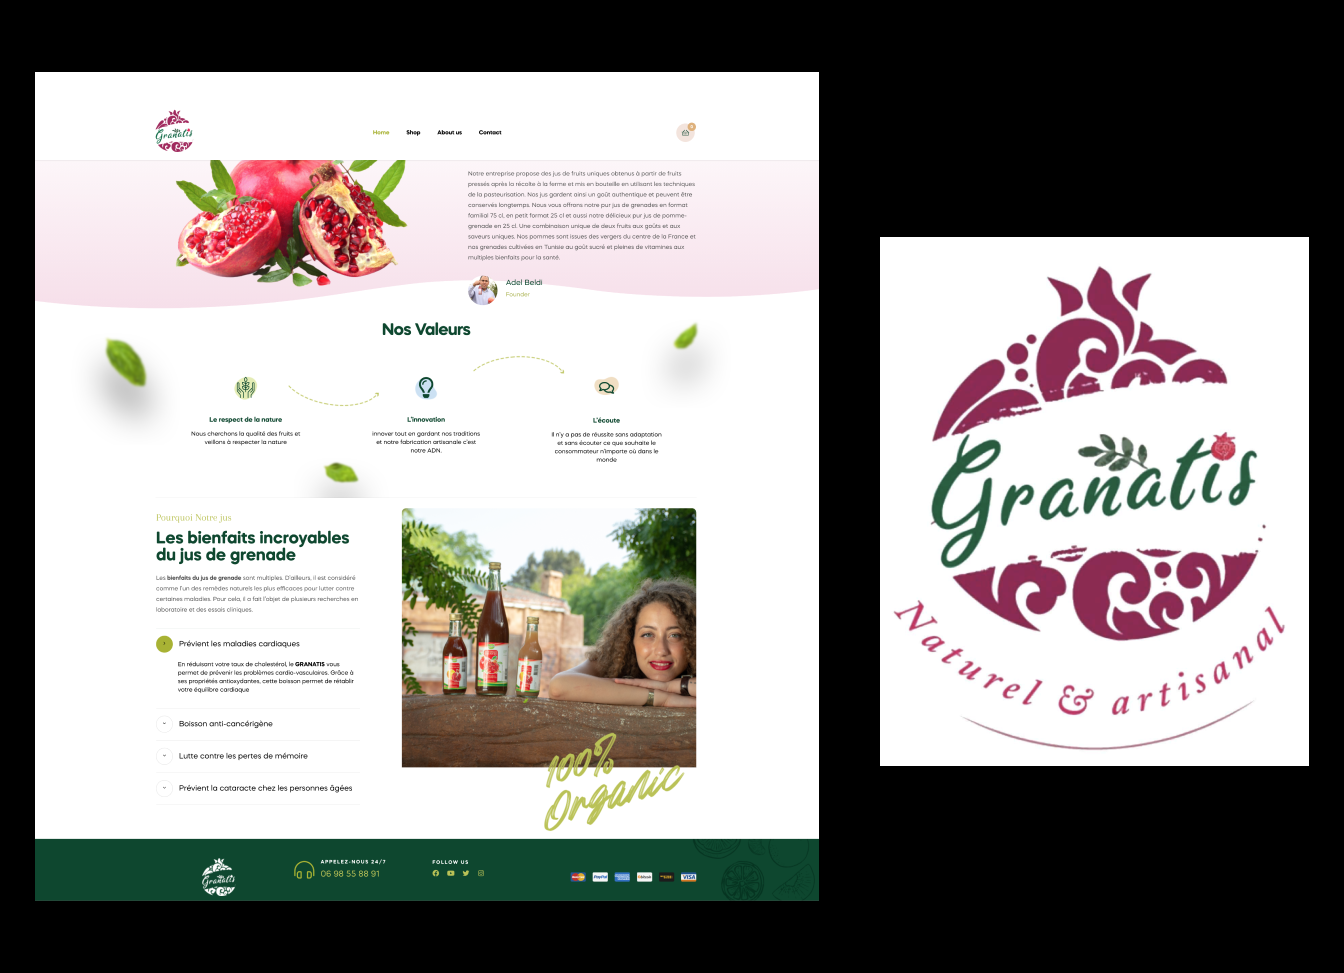 Granatis
Home
Shop
About us
Contact
0
Notre entreprise propose des jus de fruits uniques obtenus à partir de fruits
pressés après la récolte à la ferme et mis en bouteille en utilisant les techniques
de la pasteurisation. Nos jus gardent ainsi un goût authentique et peuvent être
conservés longtemps. Nous vous offrons notre pur jus de grenades en format
familial 75 cl, en petit format 25 cl et aussi notre délicieux pur jus de pomme-
grenade en 25 cl. Une combinaison unique de deux fruits aux goûts et aux
saveurs uniques. Nos pommes sont issues des vergers du centre de la France et
nos grenades cultivées en Tunisie au goût sucré et pleines de vitamines aux
multiples bienfaits pour la santé.
Adel Beldi
Founder
Nos Valeurs
Le respect de la nature
Nous cherchons la qualité des fruits et
veillons à respecter la nature
L'innovation
innover tout en gardant nos traditions
et notre fabrication artisanale c'est
notre ADN.
L'écoute
Il n'y a pas de réussite sans adaptation
et sans écouter ce que souhaite le
consommateur n'importe où dans le
monde
Pourquoi Notre jus
Les bienfaits incroyables
du jus de grenade
Les bienfaits du jus de grenade sont multiples. D'ailleurs, il est considéré
comme l'un des remèdes naturels les plus efficaces pour lutter contre
certaines maladies. Pour cela, il a fait l'objet de plusieurs recherches en
laboratoire et des essais cliniques.
Prévient les maladies cardiaques
En réduisant votre taux de cholestérol, le GRANATIS vous
permet de prévenir les problèmes cardio-vasculaires. Grâce à
ses propriétés antioxydantes, cette boisson permet de rétablir
votre équilibre cardiaque
Boisson anti-cancérigène
Lutte contre les pertes de mémoire
Prévient la cataracte chez les personnes âgées
100%
Organic
Granatis
APPELEZ-NOUS 24/7
06 98 55 88 91
FOLLOW US
PayPal
VISA
Granatis
Naturel & artisanal